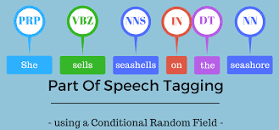 PRP VBZ NNS IN DT NN
She sells seashells on the seashore
Part Of Speech Tagging
- using a Conditional Random Field -